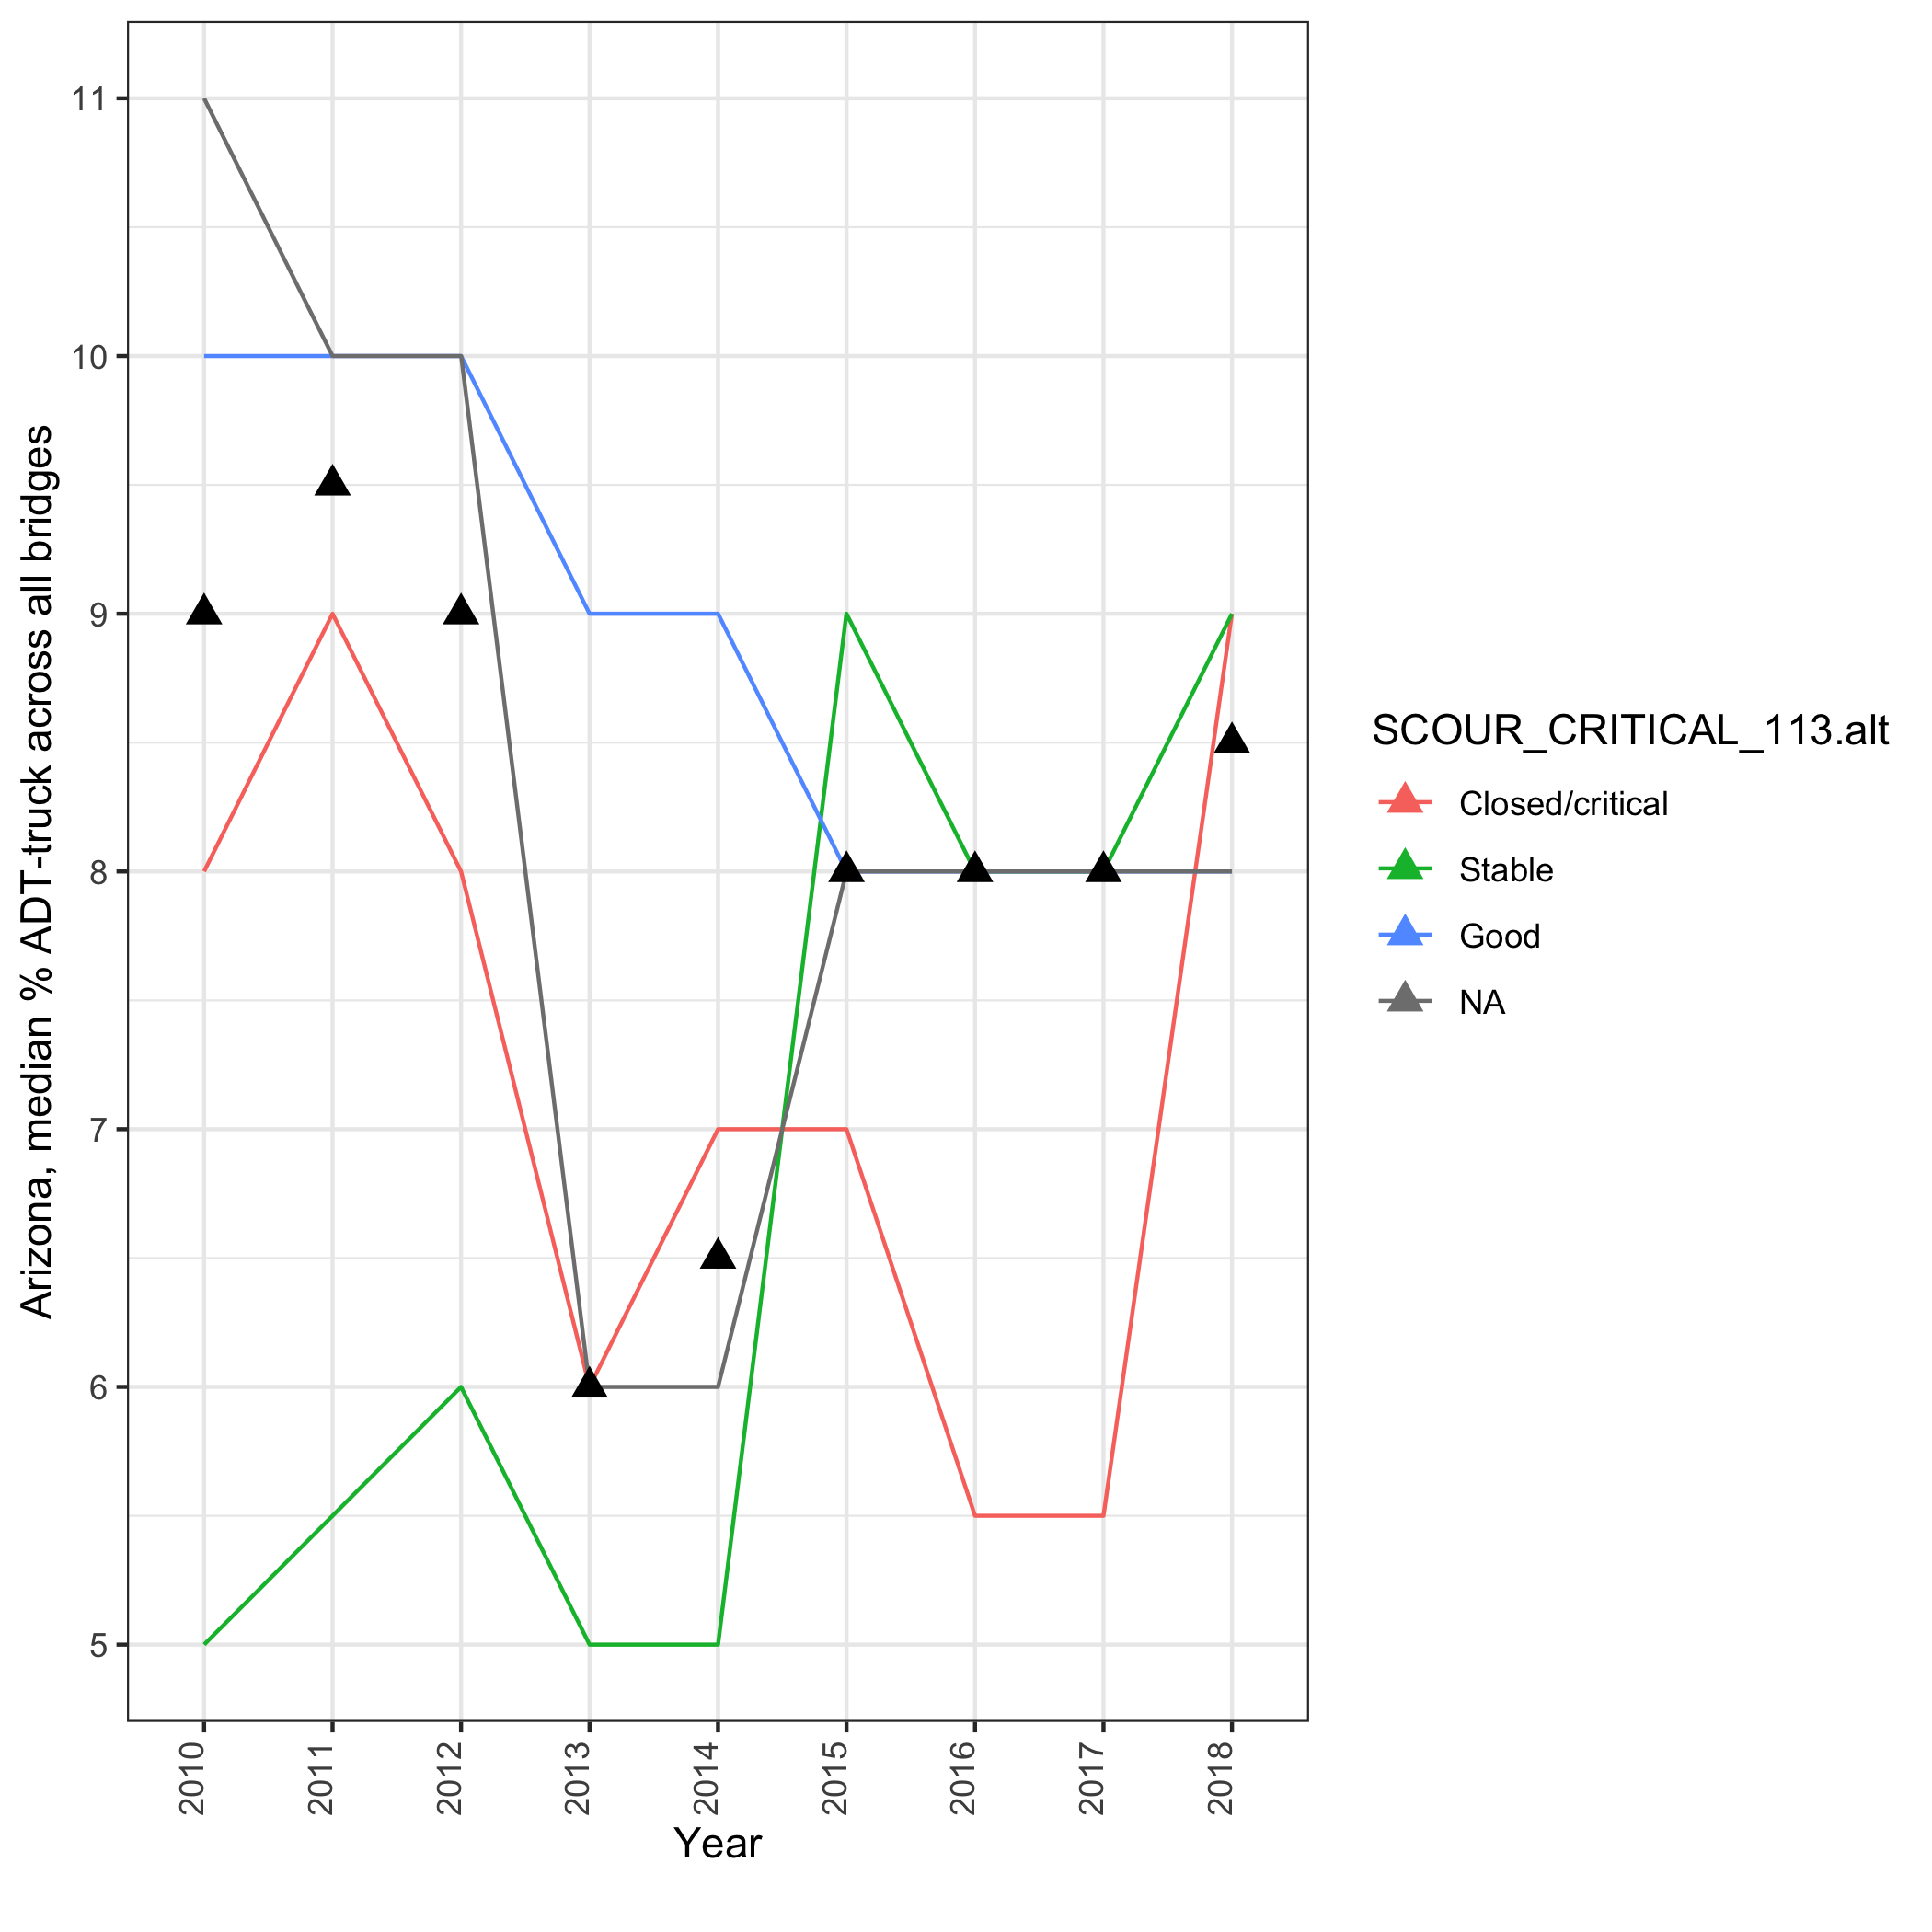 Arizona, median % ADT-truck across all bridges
11
10
9
8
7
6
5
2010
2011
2012
2013
2014
2015
2016
2017
2018
Year
SCOUR_CRITICAL_113.alt
Closed/critical
Stable
Good
NA